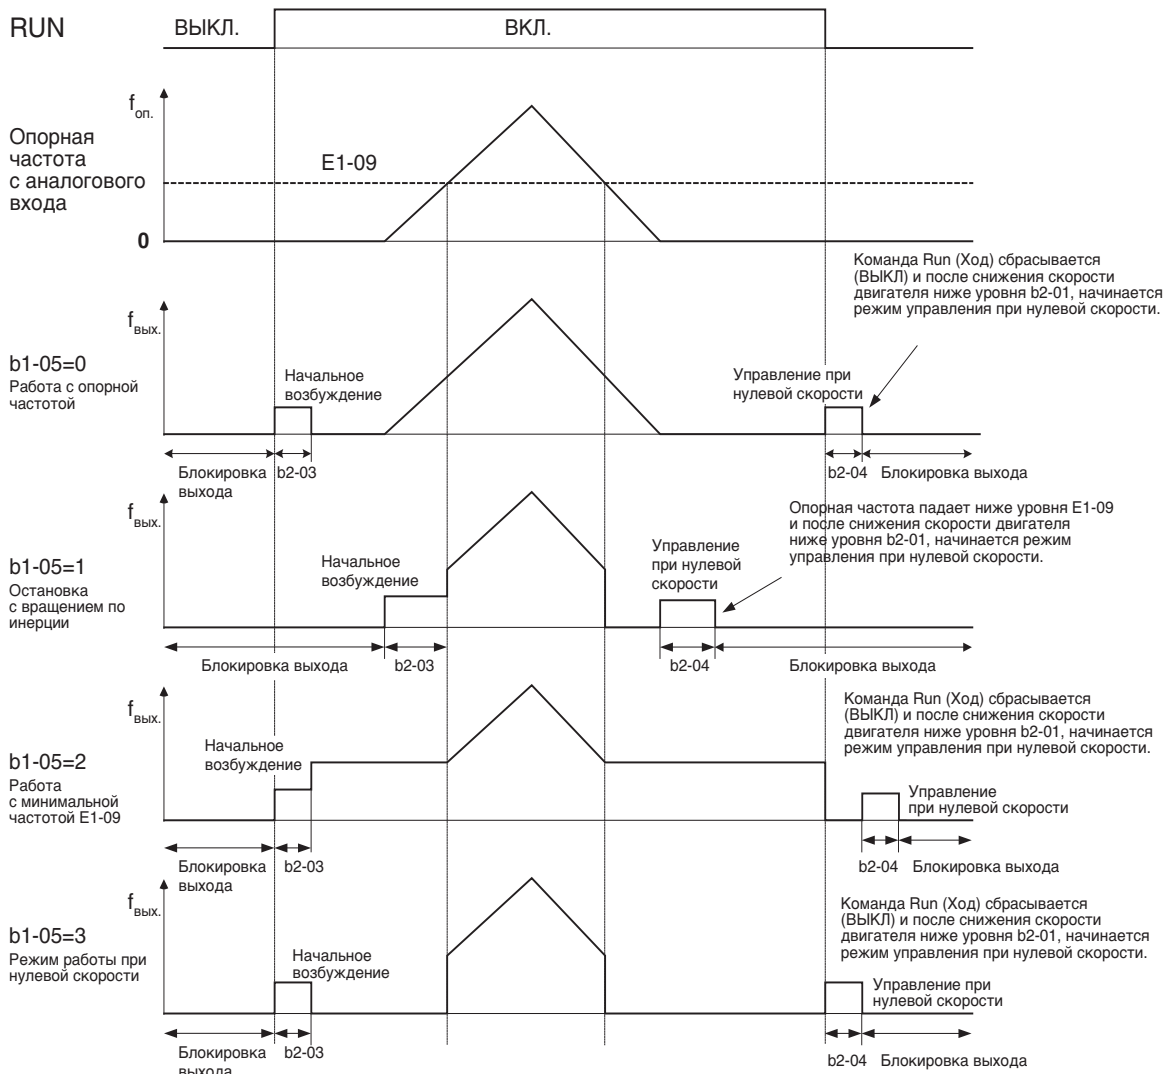 RUN
ВЫКЛ.
ВКЛ.
fоп.
Опорная
частота
с аналогового
входа
E1-09
0
Команда Run (Ход) сбрасывается
(ВЫКЛ) и после снижения скорости
двигателя ниже уровня b2-01, начинается
режим управления при нулевой скорости.
fвых.
b1-05=0
Работа с опорной
частотой
Начальное
возбуждение
Управление при
нулевой скорости
Блокировка
выхода
b2-03
b2-04
Блокировка выхода
Опорная частота падает ниже уровня E1-09
и после снижения скорости двигателя
ниже уровня b2-01, начинается режим
управления при нулевой скорости.
fвых.
b1-05=1
Остановка
с вращением по
инерции
Начальное
возбуждение
Управление
при нулевой
скорости
Блокировка выхода
b2-03
b2-04
Блокировка выхода
Команда Run (Ход) сбрасывается
(ВЫКЛ) и после снижения скорости
двигателя ниже уровня b2-01, начинается
режим управления при нулевой скорости.
fвых.
b1-05=2
Работа
с минимальной
частотой E1-09
Начальное
возбуждение
Управление
при нулевой скорости
Блокировка
выхода
b2-03
b2-04
Блокировка выхода
Команда Run (Ход) сбрасывается
(ВЫКЛ) и после снижения скорости
двигателя ниже уровня b2-01, начинается
режим управления при нулевой скорости.
fвых.
b1-05=3
Режим работы при
нулевой скорости
Начальное
возбуждение
Управление при
нулевой скорости
Блокировка
выхода
b2-03
b2-04
Блокировка выхода